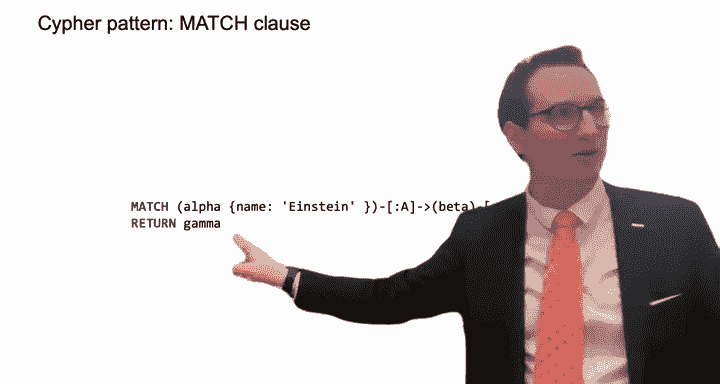 Cypher pattern: MATCH clause
MATCH (alpha {name: 'Einstein' })-[:A]->(beta)-[
RETURN gamma